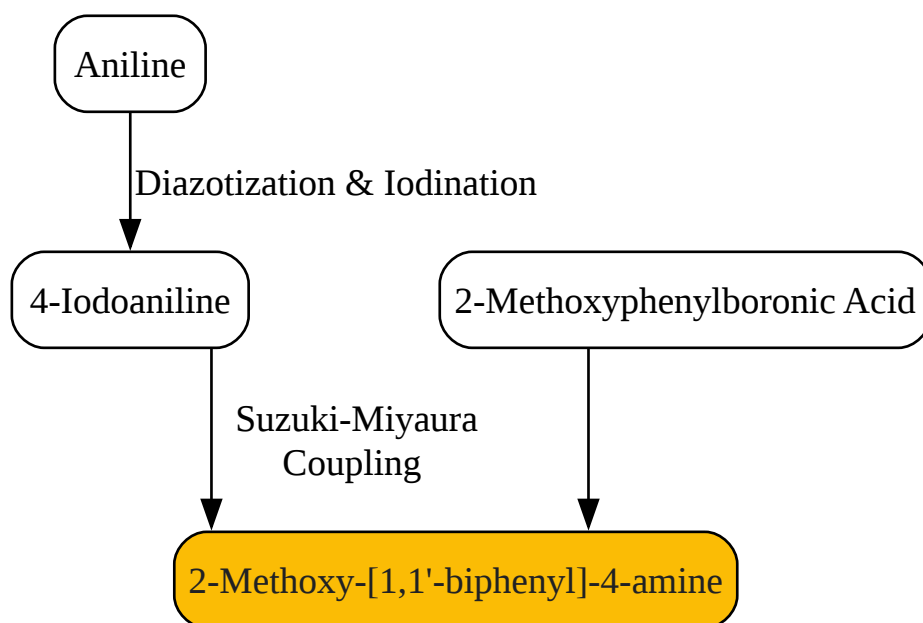 Aniline
Diazotization & Iodination
4-Iodoaniline
2-Methoxyphenylboronic Acid
Suzuki-Miyaura
Coupling
2-Methoxy-[1,1'-biphenyl]-4-amine